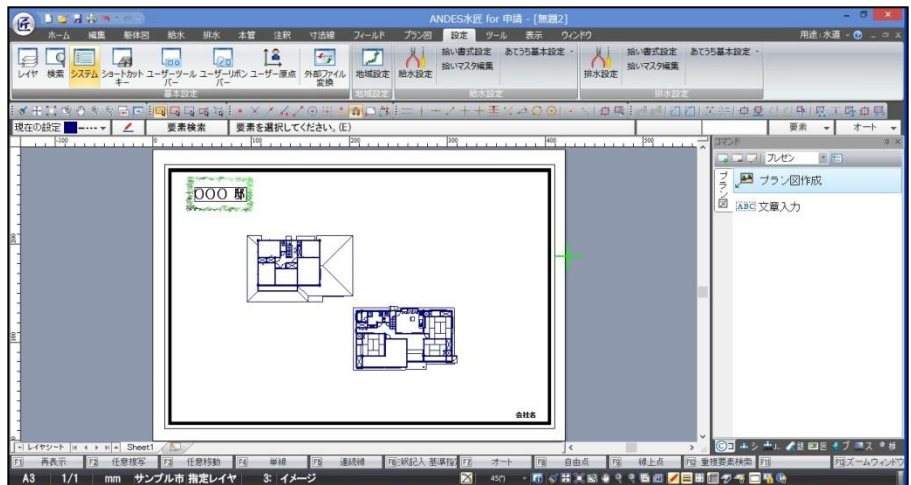 ANDES水匠 for 申請 - [無題2]
ホーム 編集 躯体図 給水 排水 本管 注釈 寸法線 フィールド プラン図 設定 ツール 表示 ウィンドウ
用途:水道
レイヤ 検索 システム ショートカットキー ユーザーツールバー ユーザーリボンバー ユーザー原点 外部ファイル変換 地域設定 給水設定 拾い書式設定 あてうち基本設定 排水設定 拾い書式設定 あてうち基本設定
拾いマスタ編集 拾いマスタ編集
基本設定 地域設定 給水設定 排水設定
現在の設定 要素検索 要素を選択してください。(E) 要素 オート
-100 0 100 200 300 400 500
コマンド
プレゼン
プラン図
プラン図作成
ABC 文章入力
〇〇〇 邸
200
100
会社名
レイヤシート Sheet1
F1 再表示 F2 任意複写 F3 任意移動 F4 単線 F5 連続線 F6 F7 オート F8 自由点 F9 線上点 F10 重複要素検索 F11 F12 ズームウィンドウ
A3 1/1 mm サンプル市 指定レイヤ 3: イメージ 45(°)